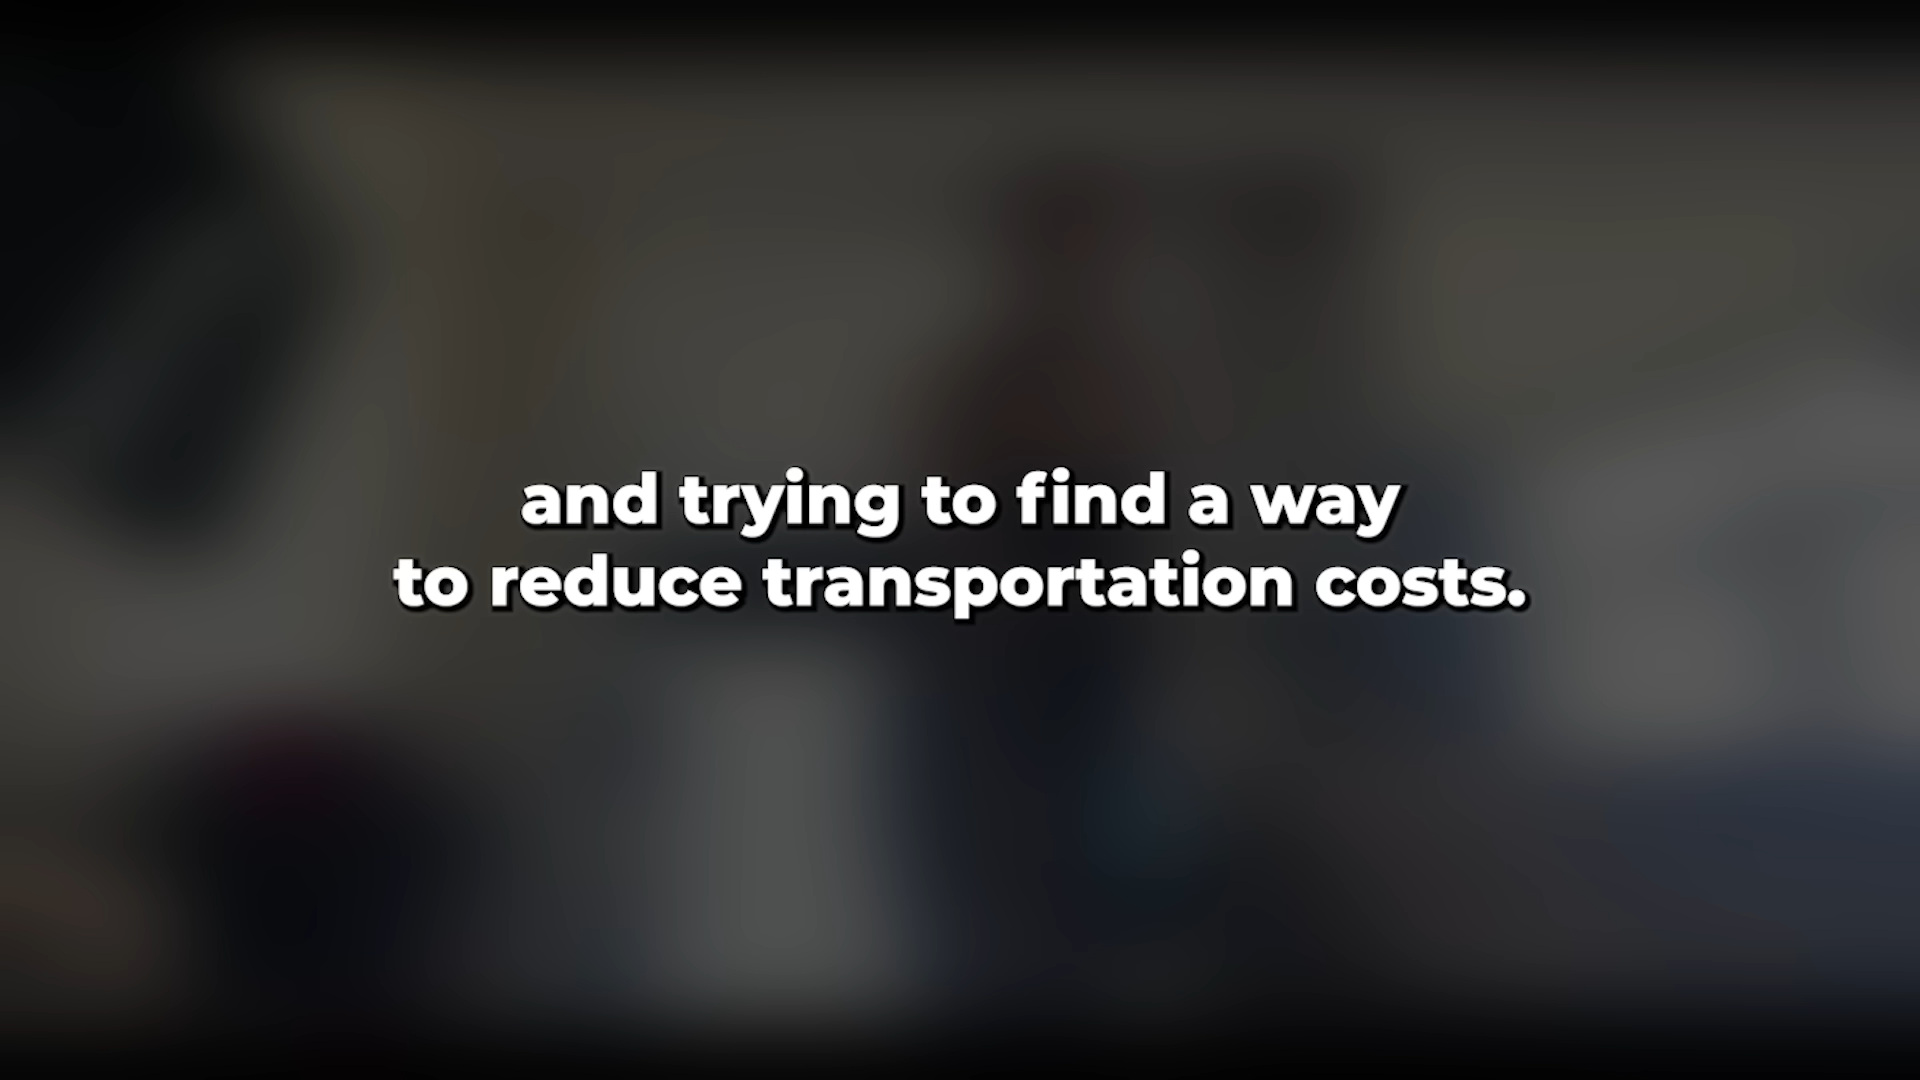 and trying to find a way
to reduce transportation costs.